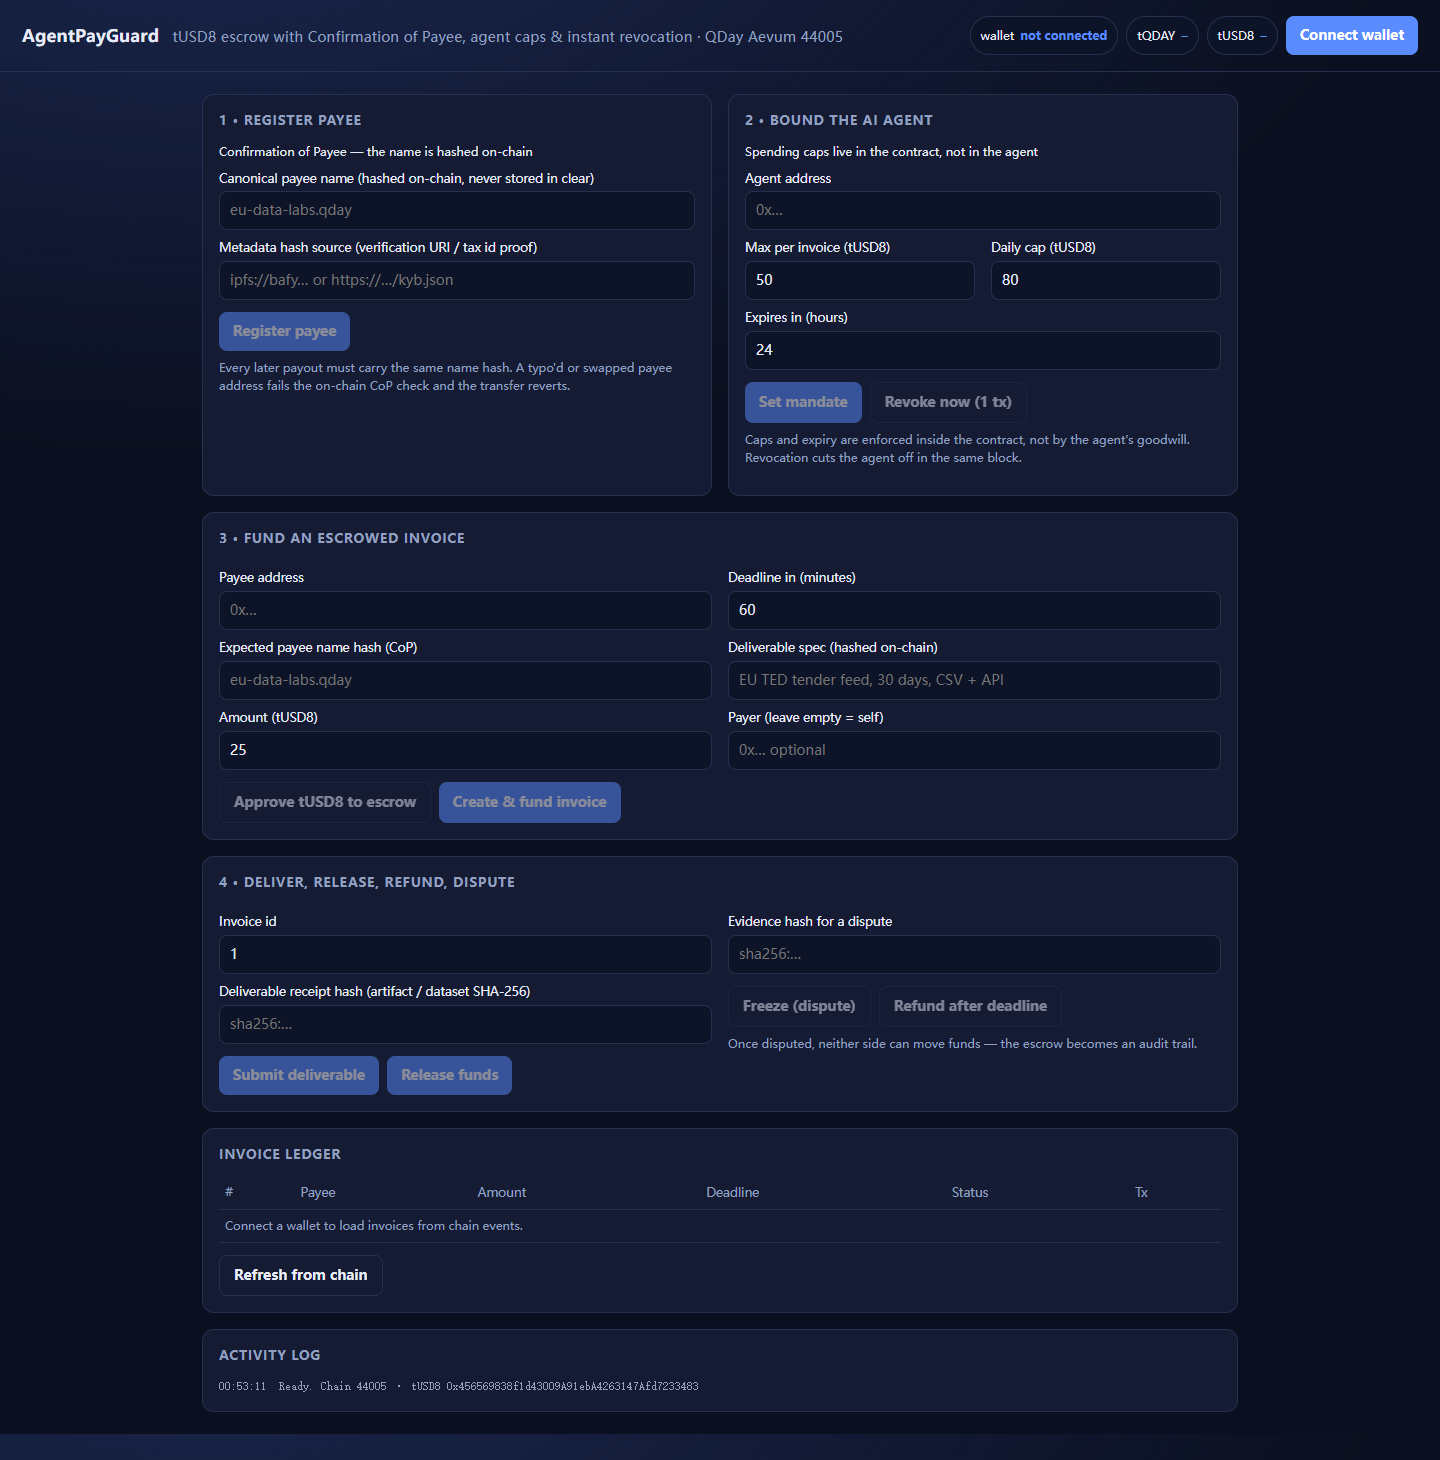 AgentPayGuard tUSD8 escrow with Confirmation of Payee, agent caps & instant revocation · QDay Aevum 44005
wallet not connected
tQDAY –
tUSD8 –
Connect wallet
1 • REGISTER PAYEE
Confirmation of Payee — the name is hashed on-chain
Canonical payee name (hashed on-chain, never stored in clear)
eu-data-labs.qday
Metadata hash source (verification URI / tax id proof)
ipfs://bafy... or https://.../kyb.json
Register payee
Every later payout must carry the same name hash. A typo'd or swapped payee
address fails the on-chain CoP check and the transfer reverts.
2 • BOUND THE AI AGENT
Spending caps live in the contract, not in the agent
Agent address
0x...
Max per invoice (tUSD8)
50
Daily cap (tUSD8)
80
Expires in (hours)
24
Set mandate
Revoke now (1 tx)
Caps and expiry are enforced inside the contract, not by the agent's goodwill.
Revocation cuts the agent off in the same block.
3 • FUND AN ESCROWED INVOICE
Payee address
0x...
Deadline in (minutes)
60
Expected payee name hash (CoP)
eu-data-labs.qday
Deliverable spec (hashed on-chain)
EU TED tender feed, 30 days, CSV + API
Amount (tUSD8)
25
Payer (leave empty = self)
0x... optional
Approve tUSD8 to escrow
Create & fund invoice
4 • DELIVER, RELEASE, REFUND, DISPUTE
Invoice id
1
Deliverable receipt hash (artifact / dataset SHA-256)
sha256:...
Submit deliverable
Release funds
Evidence hash for a dispute
sha256:...
Freeze (dispute)
Refund after deadline
Once disputed, neither side can move funds — the escrow becomes an audit trail.
INVOICE LEDGER
# Payee Amount Deadline Status Tx
Connect a wallet to load invoices from chain events.
Refresh from chain
ACTIVITY LOG
00:53:11 Ready. Chain 44005 · tUSD8 0x456569838f1d43009A91ebA4263147Afd7233483